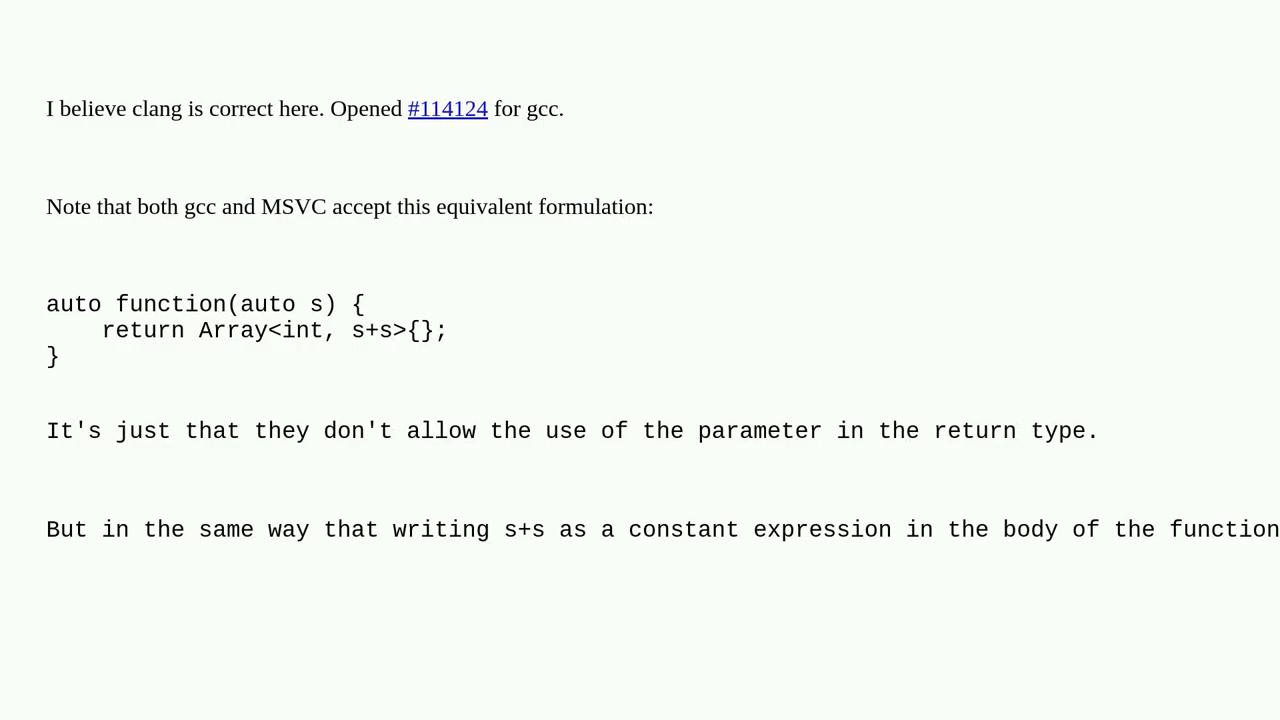 I believe clang is correct here. Opened #114124 for gcc.
Note that both gcc and MSVC accept this equivalent formulation:
auto function(auto s) {
    return Array<int, s+s>{};
}
It's just that they don't allow the use of the parameter in the return type.
But in the same way that writing s+s as a constant expression in the body of the function